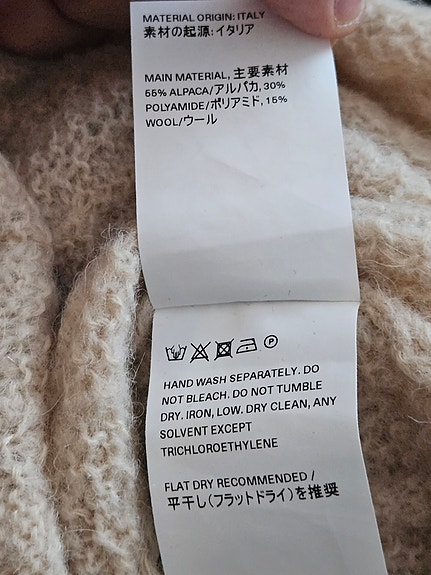 MATERIAL ORIGIN: ITALY
素材の起源: イタリア
MAIN MATERIAL, 主要素材
55% ALPACA/アルパカ, 30%
POLYAMIDE/ポリアミド, 15%
WOOL/ウール
P
HAND WASH SEPARATELY. DO
NOT BLEACH. DO NOT TUMBLE
DRY. IRON, LOW. DRY CLEAN, ANY
SOLVENT EXCEPT
TRICHLOROETHYLENE
FLAT DRY RECOMMENDED /
平干し(フラットドライ)を推奨